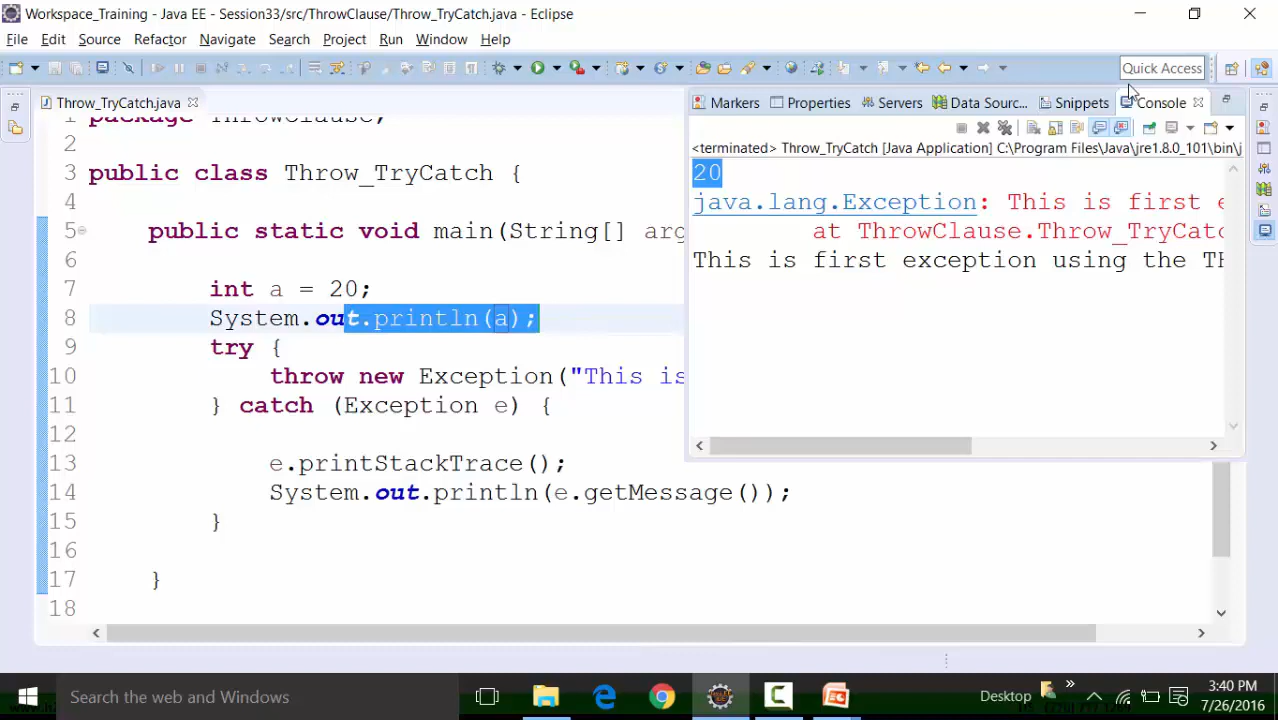 Workspace_Training - Java EE - Session33/src/ThrowClause/Throw_TryCatch.java - Eclipse
File Edit Source Refactor Navigate Search Project Run Window Help
Quick Access
Throw_TryCatch.java
Markers Properties Servers Data Sourc... Snippets Console
<terminated> Throw_TryCatch [Java Application] C:\Program Files\Java\jre1.8.0_101\bin\j
20
java.lang.Exception: This is first e
at ThrowClause.Throw_TryCatc
This is first exception using the TH
1 package ThrowClause;
2
3 public class Throw_TryCatch {
4
5 public static void main(String[] arg
6
7 int a = 20;
8 System.out.println(a);
9 try {
10 throw new Exception("This is
11 } catch (Exception e) {
12
13 e.printStackTrace();
14 System.out.println(e.getMessage());
15 }
16
17 }
18
Search the web and Windows
Desktop
3:40 PM
7/26/2016